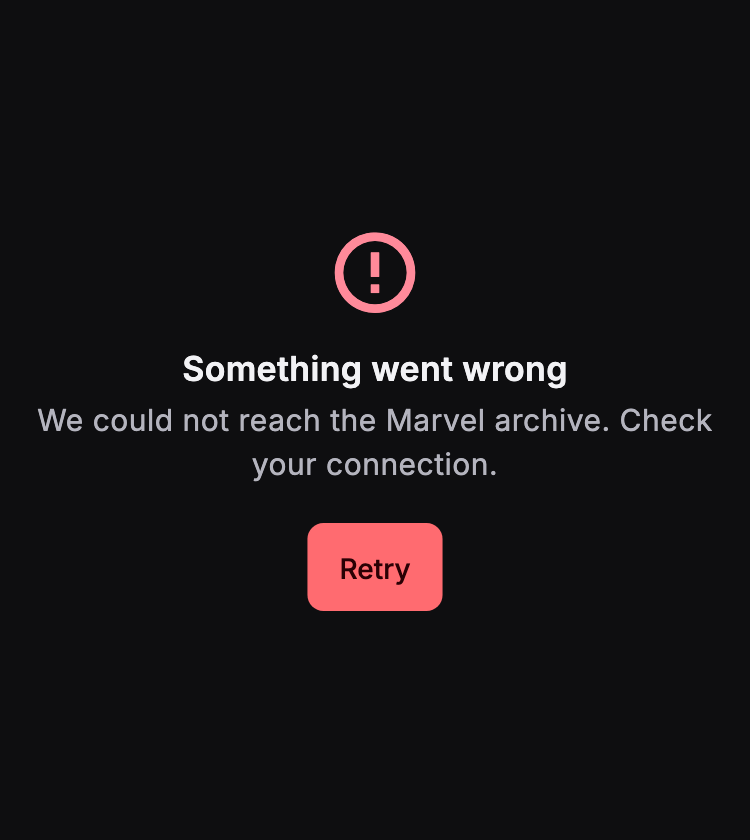 Something went wrong
We could not reach the Marvel archive. Check
your connection.
Retry